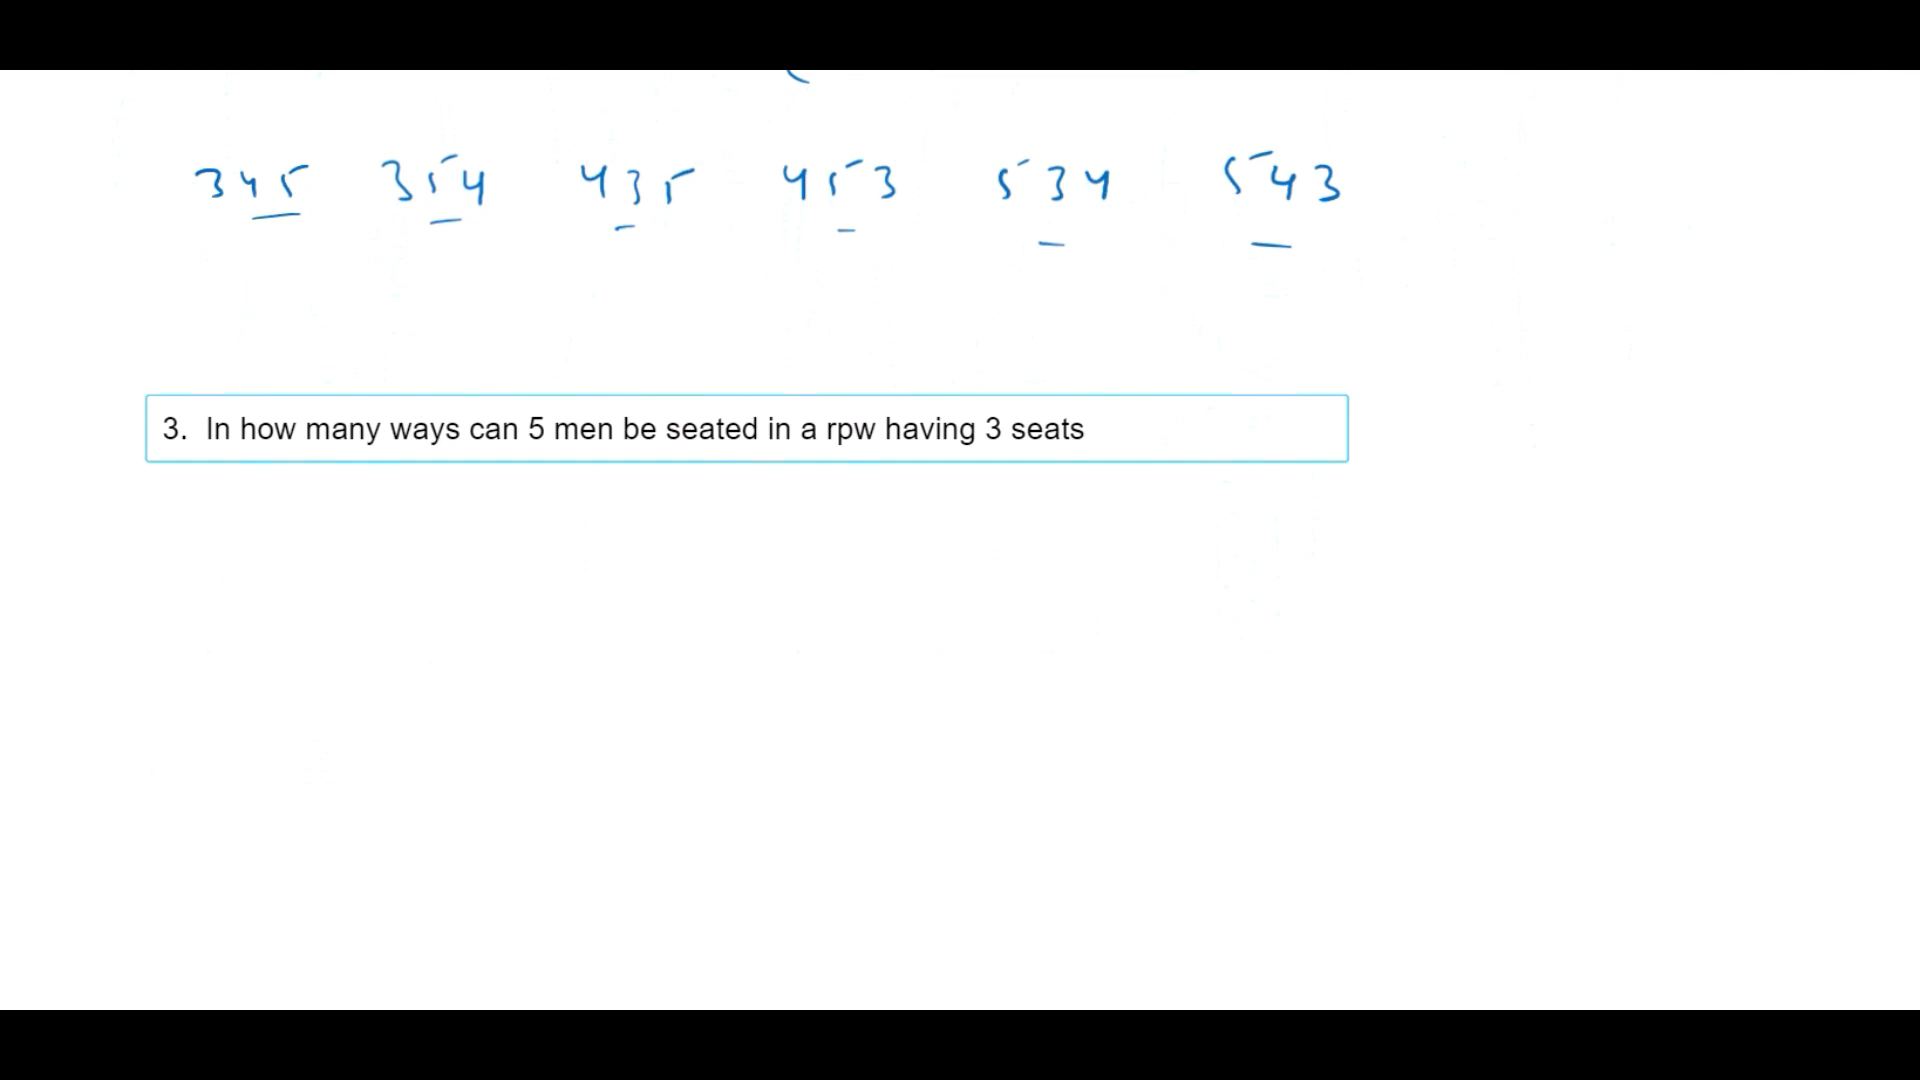 345 354 435 453 534 543
3. In how many ways can 5 men be seated in a rpw having 3 seats